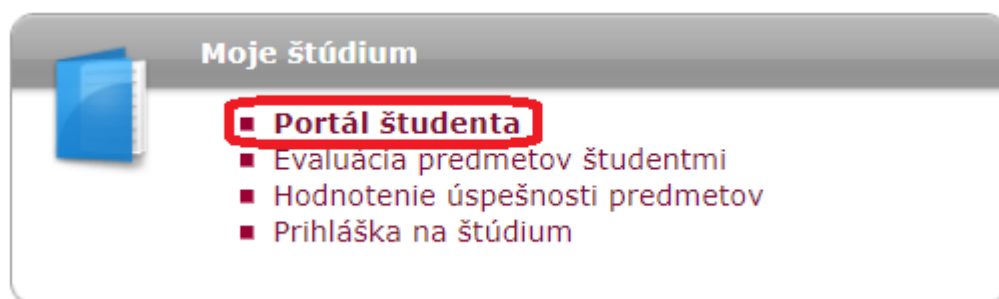 Moje štúdium
Portál študenta
Evaluácia predmetov študentmi
Hodnotenie úspešnosti predmetov
Prihláška na štúdium